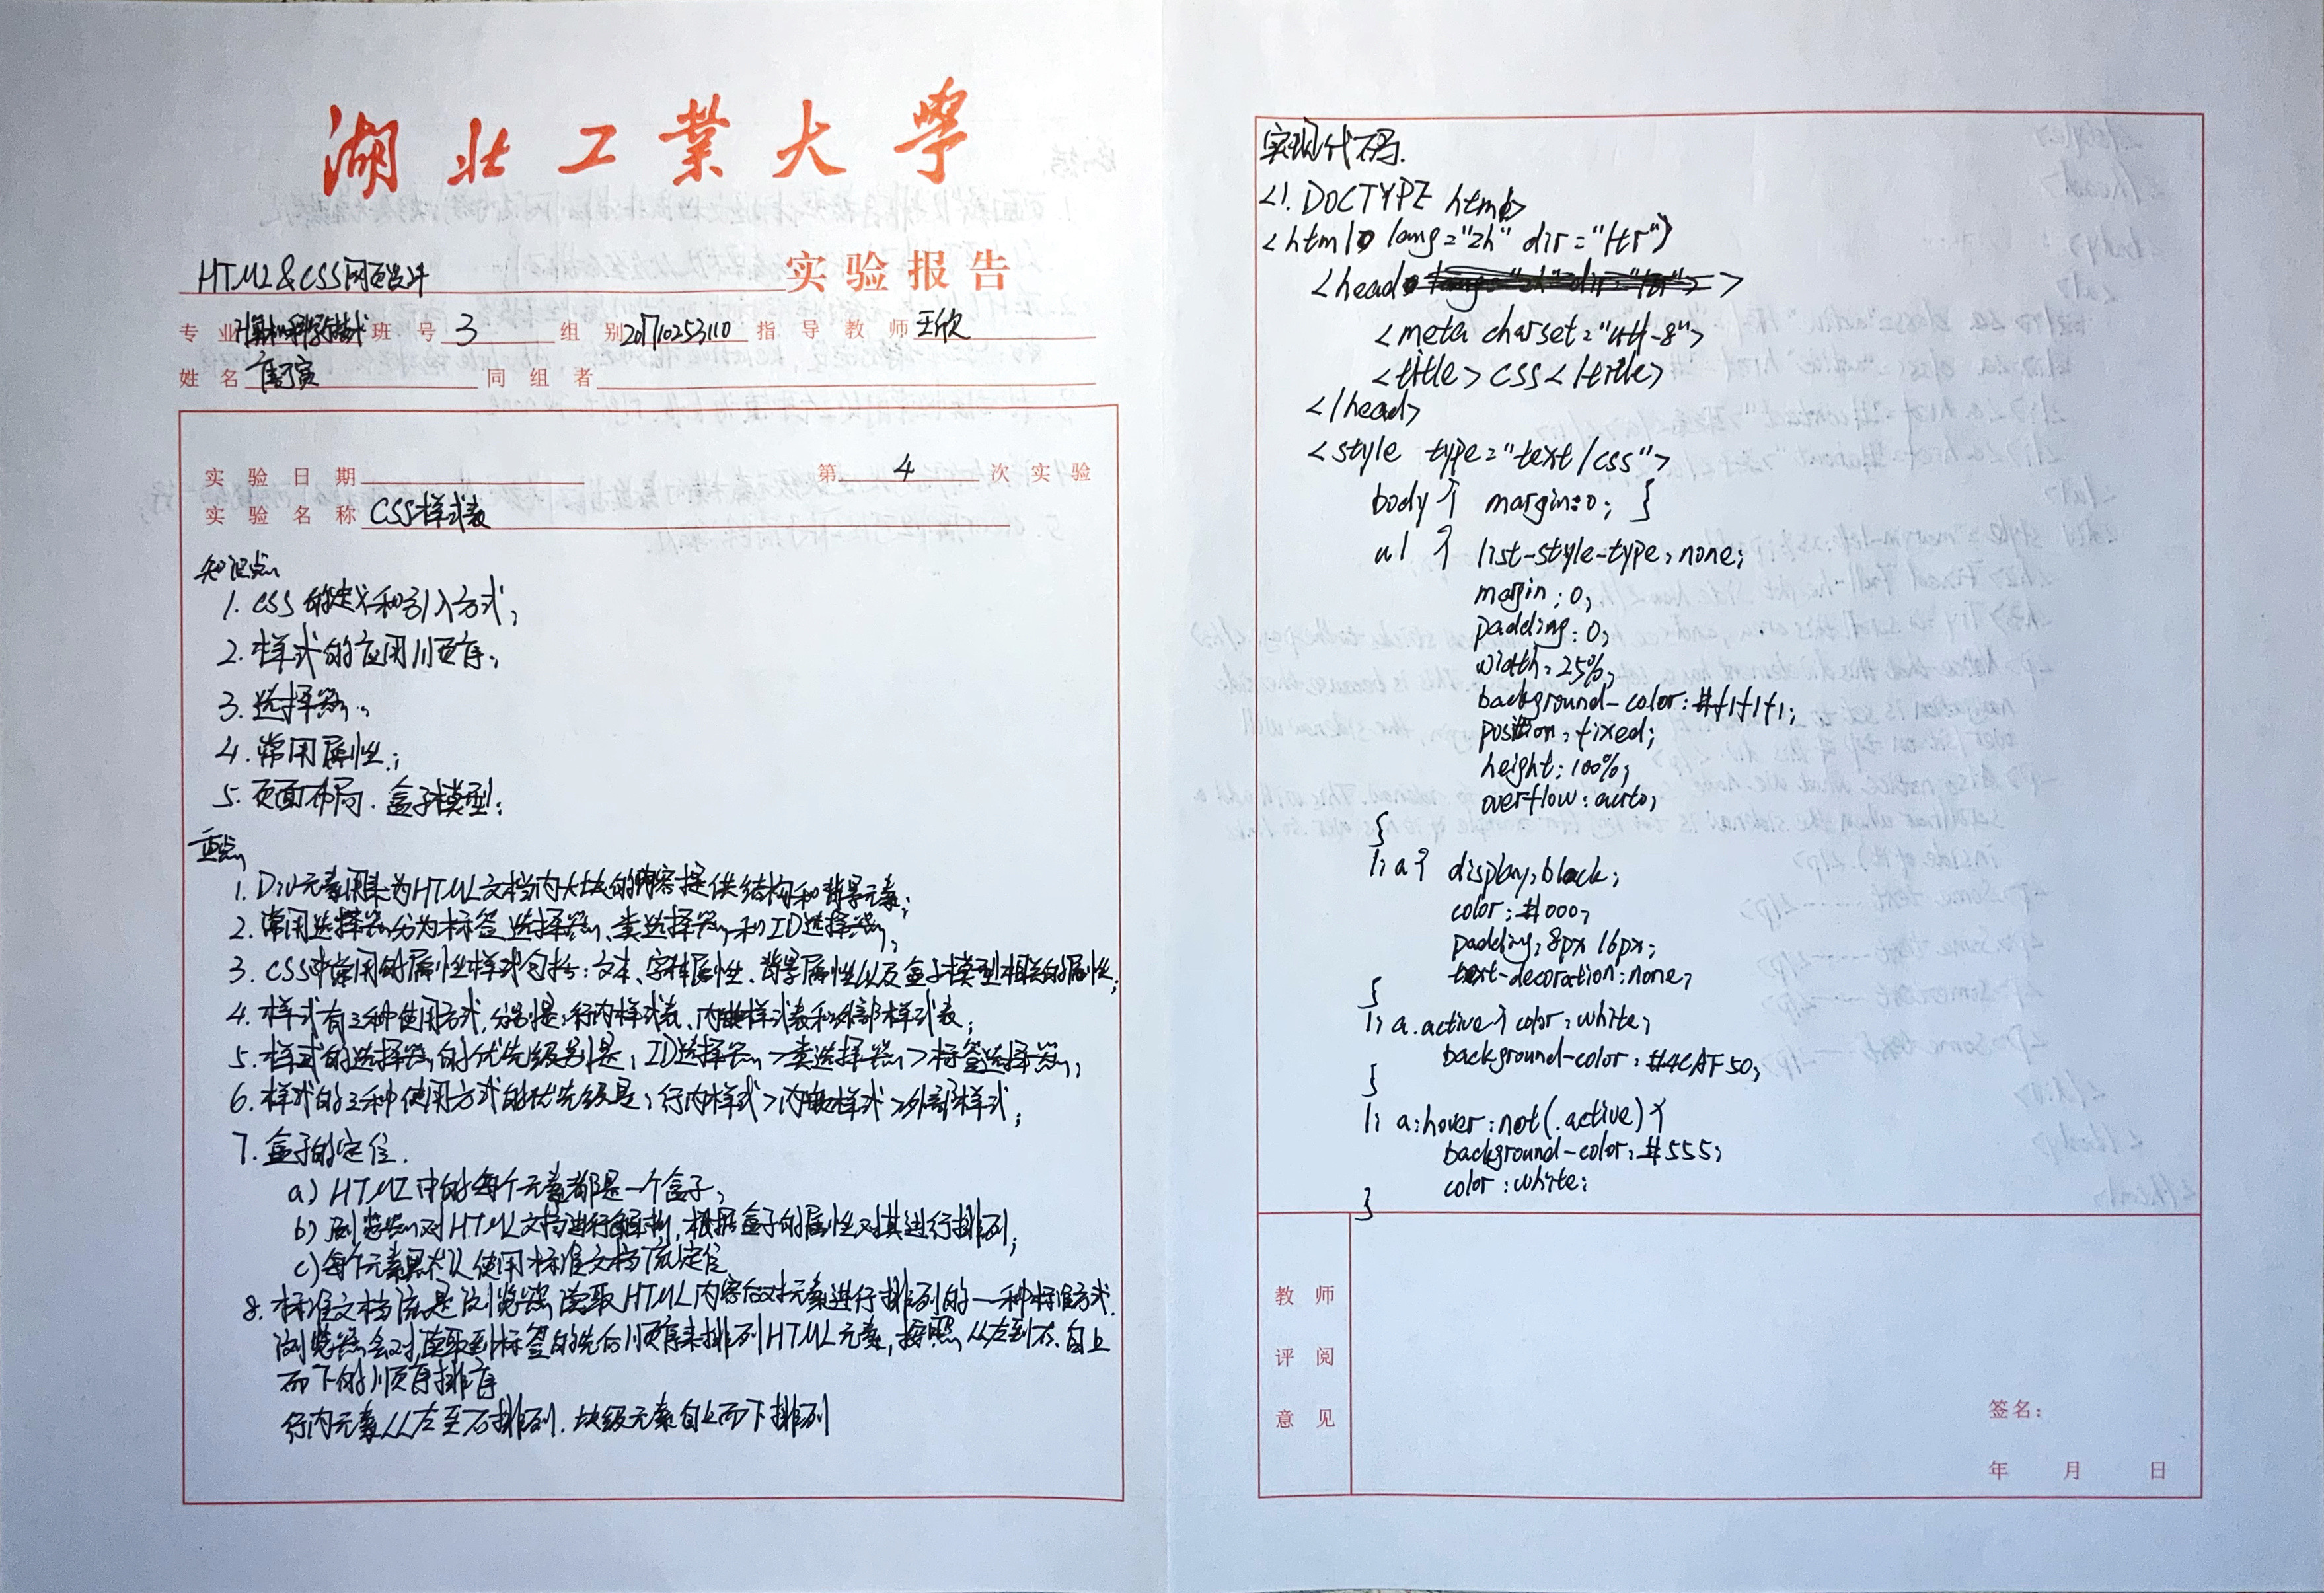 湖北工業大學
HTML&CSS网页设计 实验报告
专业 计算机科学与技术 班号 3 组别 201710253110 指导教师 王欣
姓名 同组者
实验日期 第 4 次实验
实验名称 CSS样式表
知识点
1. CSS 的定义和引入方式;
2. 样式的应用顺序;
3. 选择器;
4. 常用属性;
5. 页面布局. 盒子模型;
重点
1. Div元素用来为HTML文档内大块的内容提供结构和背景元素;
2. 常用选择器分为标签选择器、类选择器和ID选择器;
3. CSS中常用的属性样式包括:文本、字体属性、背景属性以及盒子模型相关的属性;
4. 样式有三种使用方式,分别是:行内样式表、内嵌样式表和外部样式表;
5. 样式的选择器的优先级别是:ID选择器>类选择器>标签选择器;
6. 样式的三种使用方式的优先级是:行内样式>内嵌样式>外部样式;
7. 盒子的定位.
a) HTML中的每个元素都是一个盒子;
b) 浏览器对HTML文档进行解析,根据盒子的属性对其进行排列;
c) 每个元素默认使用标准文档流定位
8. 标准文档流是浏览器读取HTML内容后对元素进行排列的一种标准方式.
浏览器会对读取到标签的先后顺序来排列HTML元素,按照从左到右.自上
而下的顺序排序
行内元素从左至右排列. 块级元素自上而下排列
实现代码.
<!DOCTYPE html>
<html lang="zh" dir="ltr">
<head>
<meta charset="utf-8">
<title>CSS</title>
</head>
<style type="text/css">
body { margin:0; }
ul { list-style-type:none;
margin:0;
padding:0;
width:25%;
background-color:#f1f1f1;
position:fixed;
height:100%;
overflow:auto;
}
li a { display:block;
color:#000;
padding:8px 16px;
text-decoration:none;
}
li a.active { color:white;
background-color:#4CAF50;
}
li a:hover:not(.active) {
background-color:#555;
color:white;
}
教师
评阅
意见
签名:
年 月 日